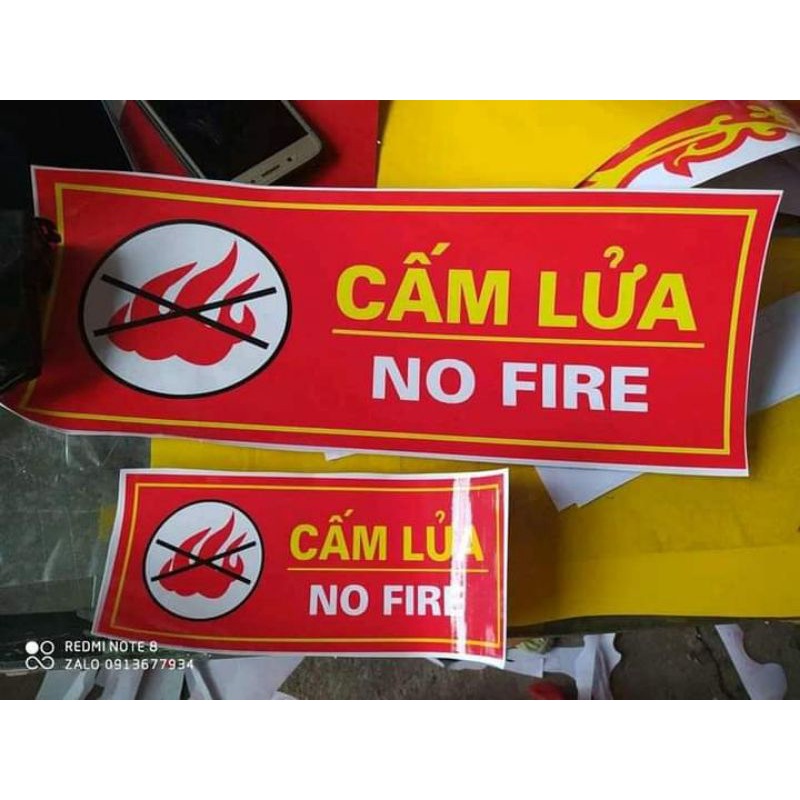 CẤM LỬA
NO FIRE
CẤM LỬA
NO FIRE
REDMI NOTE 8
ZALO 0913677934